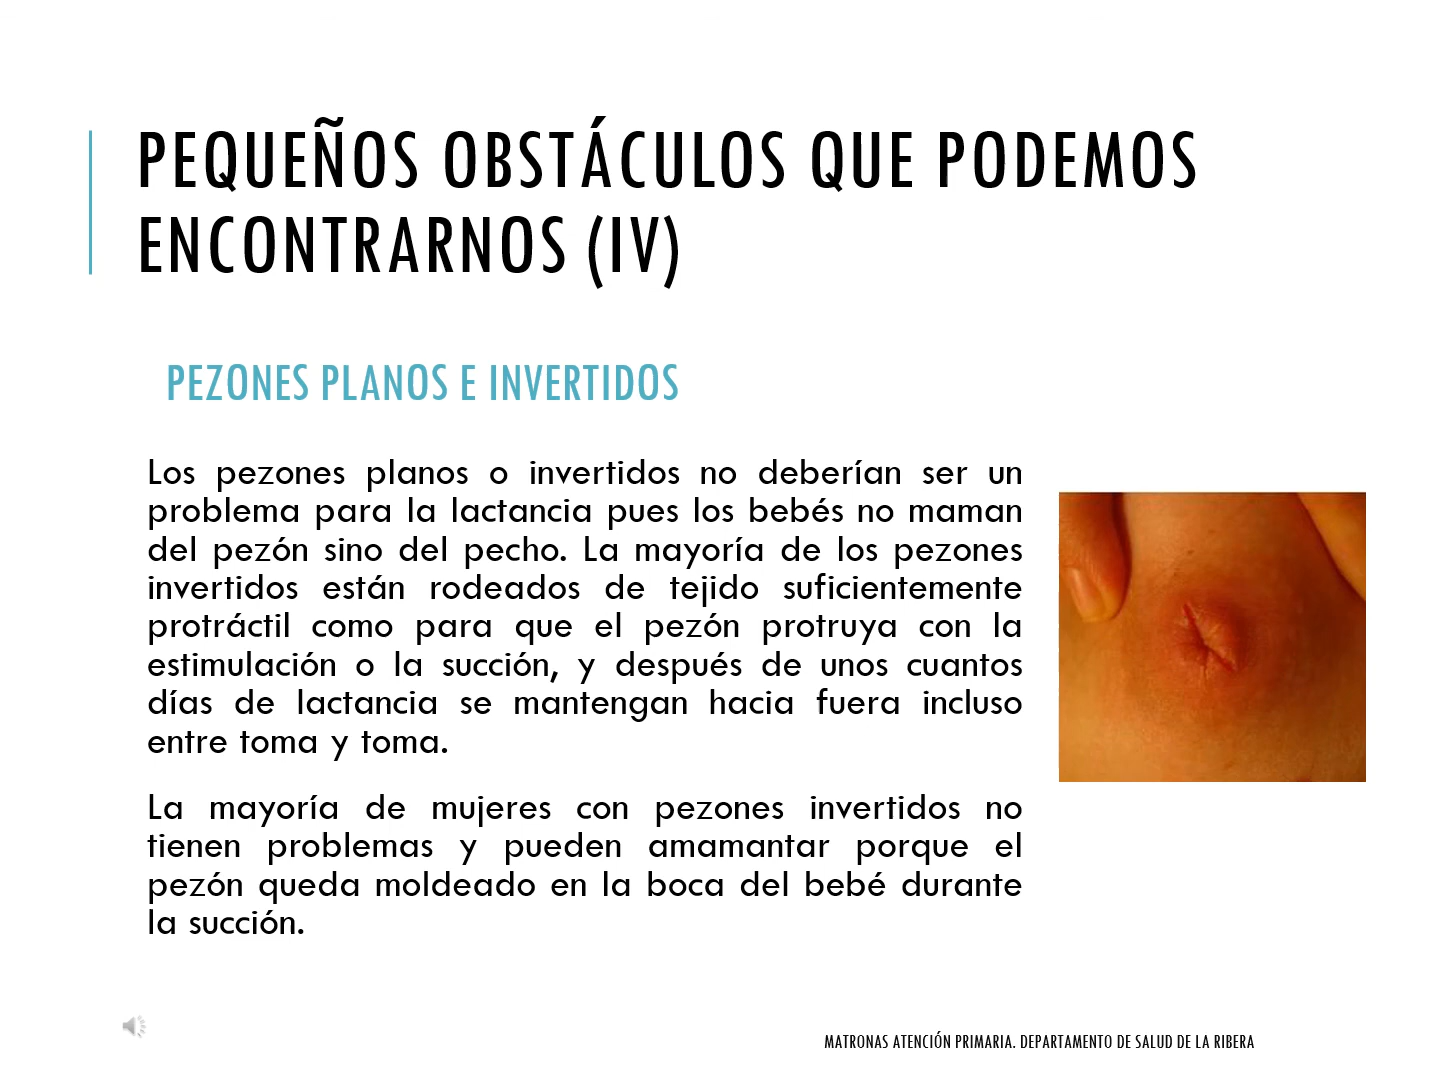 PEQUEÑOS OBSTÁCULOS QUE PODEMOS
ENCONTRARNOS (IV)
PEZONES PLANOS E INVERTIDOS
Los pezones planos o invertidos no deberían ser un
problema para la lactancia pues los bebés no maman
del pezón sino del pecho. La mayoría de los pezones
invertidos están rodeados de tejido suficientemente
protráctil como para que el pezón protruya con la
estimulación o la succión, y después de unos cuantos
días de lactancia se mantengan hacia fuera incluso
entre toma y toma.
La mayoría de mujeres con pezones invertidos no
tienen problemas y pueden amamantar porque el
pezón queda moldeado en la boca del bebé durante
la succión.
MATRONAS ATENCIÓN PRIMARIA. DEPARTAMENTO DE SALUD DE LA RIBERA